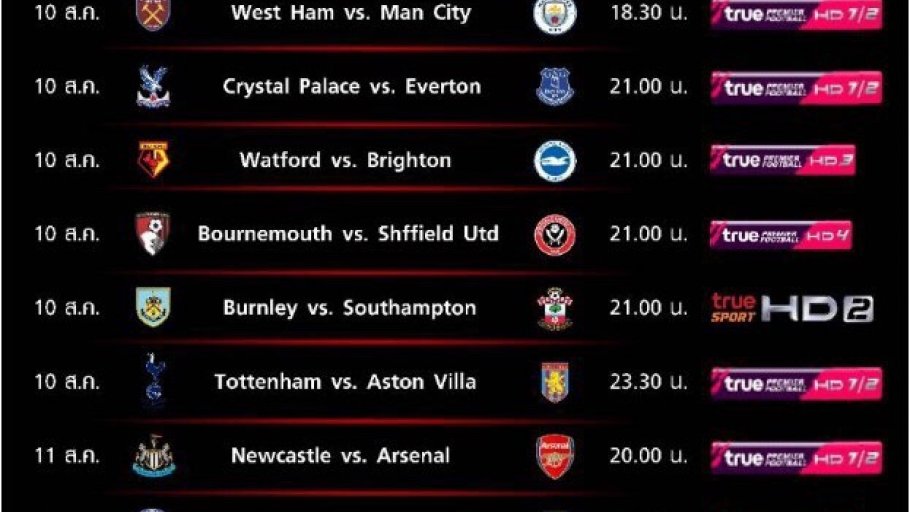 10 ส.ค. West Ham vs. Man City 18.30 น. true PREMIER FOOTBALL HD 1/2
10 ส.ค. Crystal Palace vs. Everton 21.00 น. true PREMIER FOOTBALL HD 1/2
10 ส.ค. Watford vs. Brighton 21.00 น. true PREMIER FOOTBALL HD 3
10 ส.ค. Bournemouth vs. Shffield Utd 21.00 น. true PREMIER FOOTBALL HD 4
10 ส.ค. Burnley vs. Southampton 21.00 น. true SPORT HD 2
10 ส.ค. Tottenham vs. Aston Villa 23.30 น. true PREMIER FOOTBALL HD 1/2
11 ส.ค. Newcastle vs. Arsenal Arsenal 20.00 น. true PREMIER FOOTBALL HD 1/2